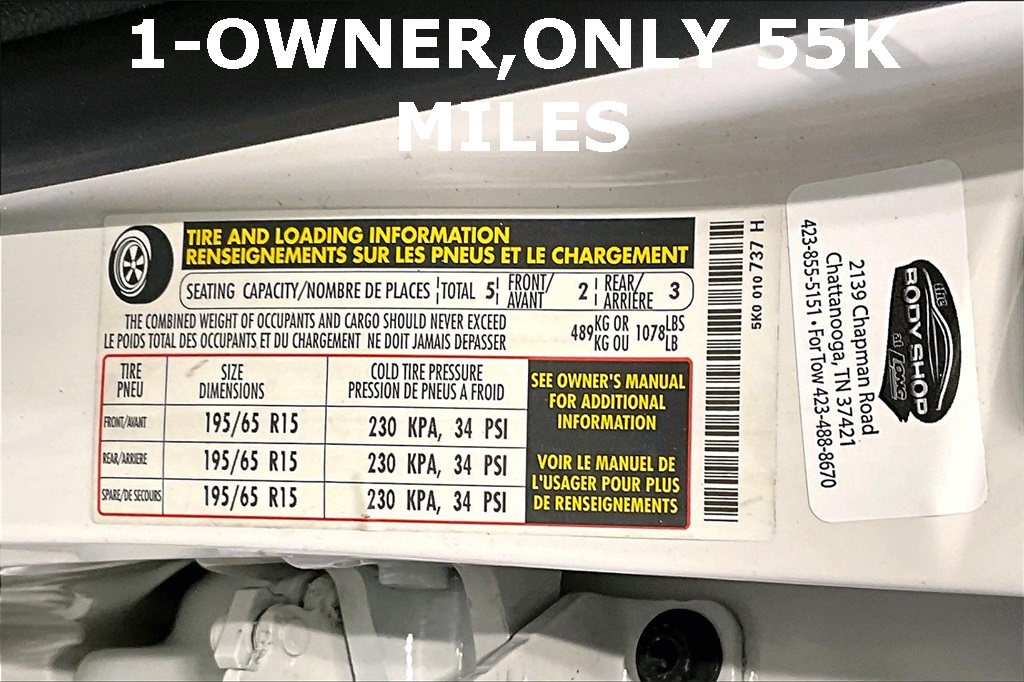 1-OWNER,ONLY 55K
MILES
TIRE AND LOADING INFORMATION
RENSEIGNEMENTS SUR LES PNEUS ET LE CHARGEMENT
SEATING CAPACITY/NOMBRE DE PLACES TOTAL 5 FRONT/AVANT 2 REAR/ARRIÈRE 3
THE COMBINED WEIGHT OF OCCUPANTS AND CARGO SHOULD NEVER EXCEED
LE POIDS TOTAL DES OCCUPANTS ET DU CHARGEMENT NE DOIT JAMAIS DEPASSER
489 KG OR KG OU 1078 LBS LB
TIRE PNEU SIZE DIMENSIONS COLD TIRE PRESSURE PRESSION DE PNEUS A FROID
FRONT/AVANT 195/65 R15 230 KPA, 34 PSI
REAR/ARRIERE 195/65 R15 230 KPA, 34 PSI
SPARE/DE SECOURS 195/65 R15 230 KPA, 34 PSI
SEE OWNER'S MANUAL
FOR ADDITIONAL
INFORMATION
VOIR LE MANUEL DE
L'USAGER POUR PLUS
DE RENSEIGNEMENTS
5K0 010 737 H
the
BODY SHOP
at Long
2139 Chapman Road
Chattanooga, TN 37421
423-855-5151 · For Tow 423-488-8670